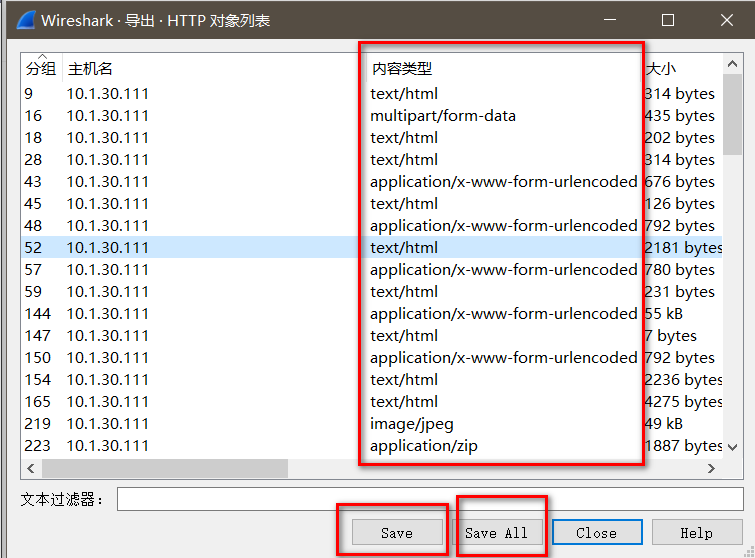 Wireshark · 导出 · HTTP 对象列表
分组 主机名 内容类型 大小
9 10.1.30.111 text/html 314 bytes
16 10.1.30.111 multipart/form-data 435 bytes
18 10.1.30.111 text/html 202 bytes
28 10.1.30.111 text/html 314 bytes
43 10.1.30.111 application/x-www-form-urlencoded 676 bytes
45 10.1.30.111 text/html 126 bytes
48 10.1.30.111 application/x-www-form-urlencoded 792 bytes
52 10.1.30.111 text/html 2181 bytes
57 10.1.30.111 application/x-www-form-urlencoded 780 bytes
59 10.1.30.111 text/html 231 bytes
144 10.1.30.111 application/x-www-form-urlencoded 55 kB
147 10.1.30.111 text/html 7 bytes
150 10.1.30.111 application/x-www-form-urlencoded 792 bytes
154 10.1.30.111 text/html 2236 bytes
165 10.1.30.111 text/html 4275 bytes
219 10.1.30.111 image/jpeg 49 kB
223 10.1.30.111 application/zip 1887 bytes
文本过滤器：
Save Save All Close Help